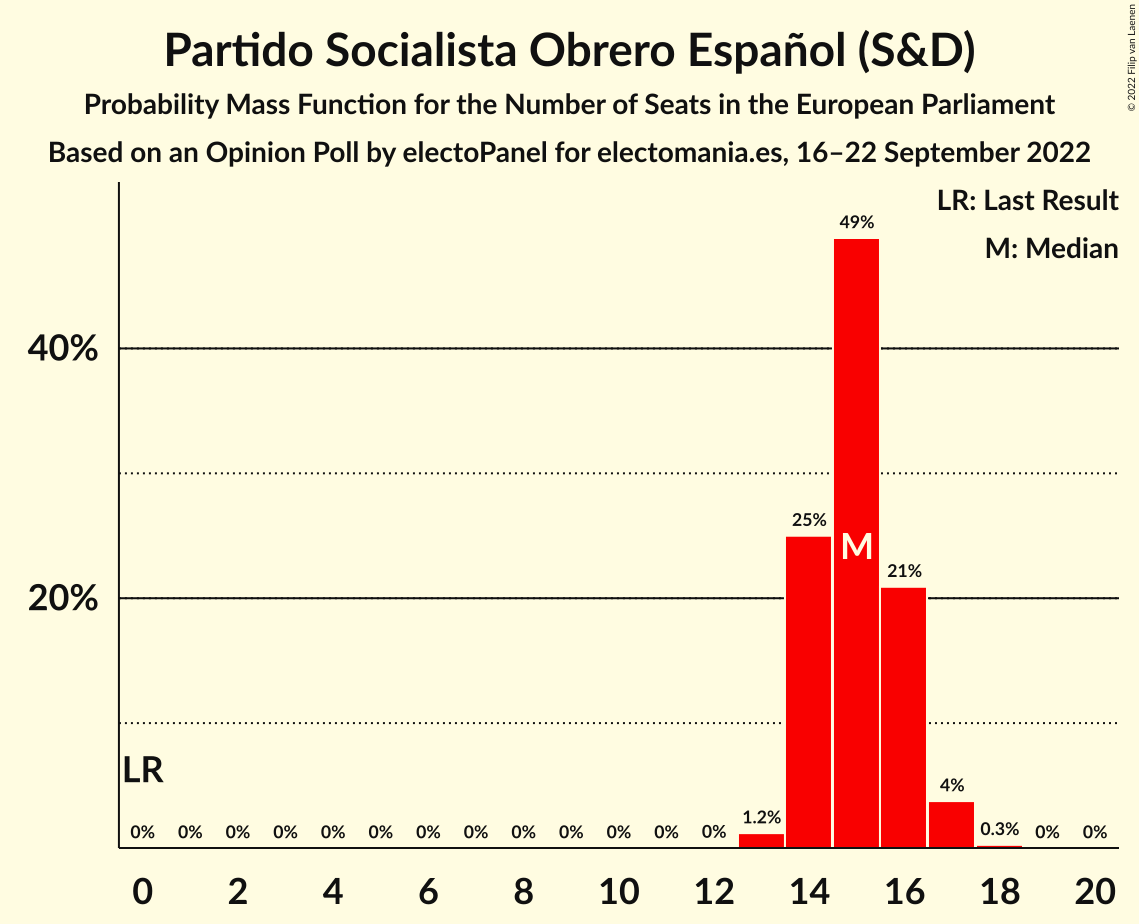 Partido Socialista Obrero Español (S&D)
Probability Mass Function for the Number of Seats in the European Parliament
Based on an Opinion Poll by electoPanel for electomania.es, 16–22 September 2022
© 2022 Filip van Laenen
LR: Last Result
M: Median
49%
40%
25%
M
21%
20%
LR
4%
0% 0% 0% 0% 0% 0% 0% 0% 0% 0% 0% 0% 0% 1.2% 0.3% 0% 0%
0 2 4 6 8 10 12 14 16 18 20